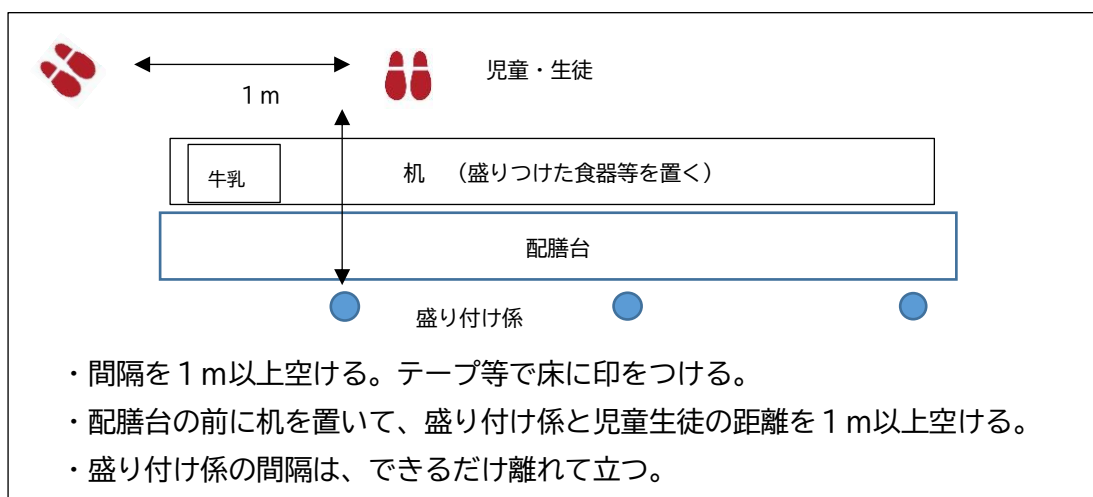 児童・生徒
1m
牛乳
机　（盛りつけた食器等を置く）
配膳台
盛り付け係
・間隔を1m以上空ける。テープ等で床に印をつける。
・配膳台の前に机を置いて、盛り付け係と児童生徒の距離を1m以上空ける。
・盛り付け係の間隔は、できるだけ離れて立つ。